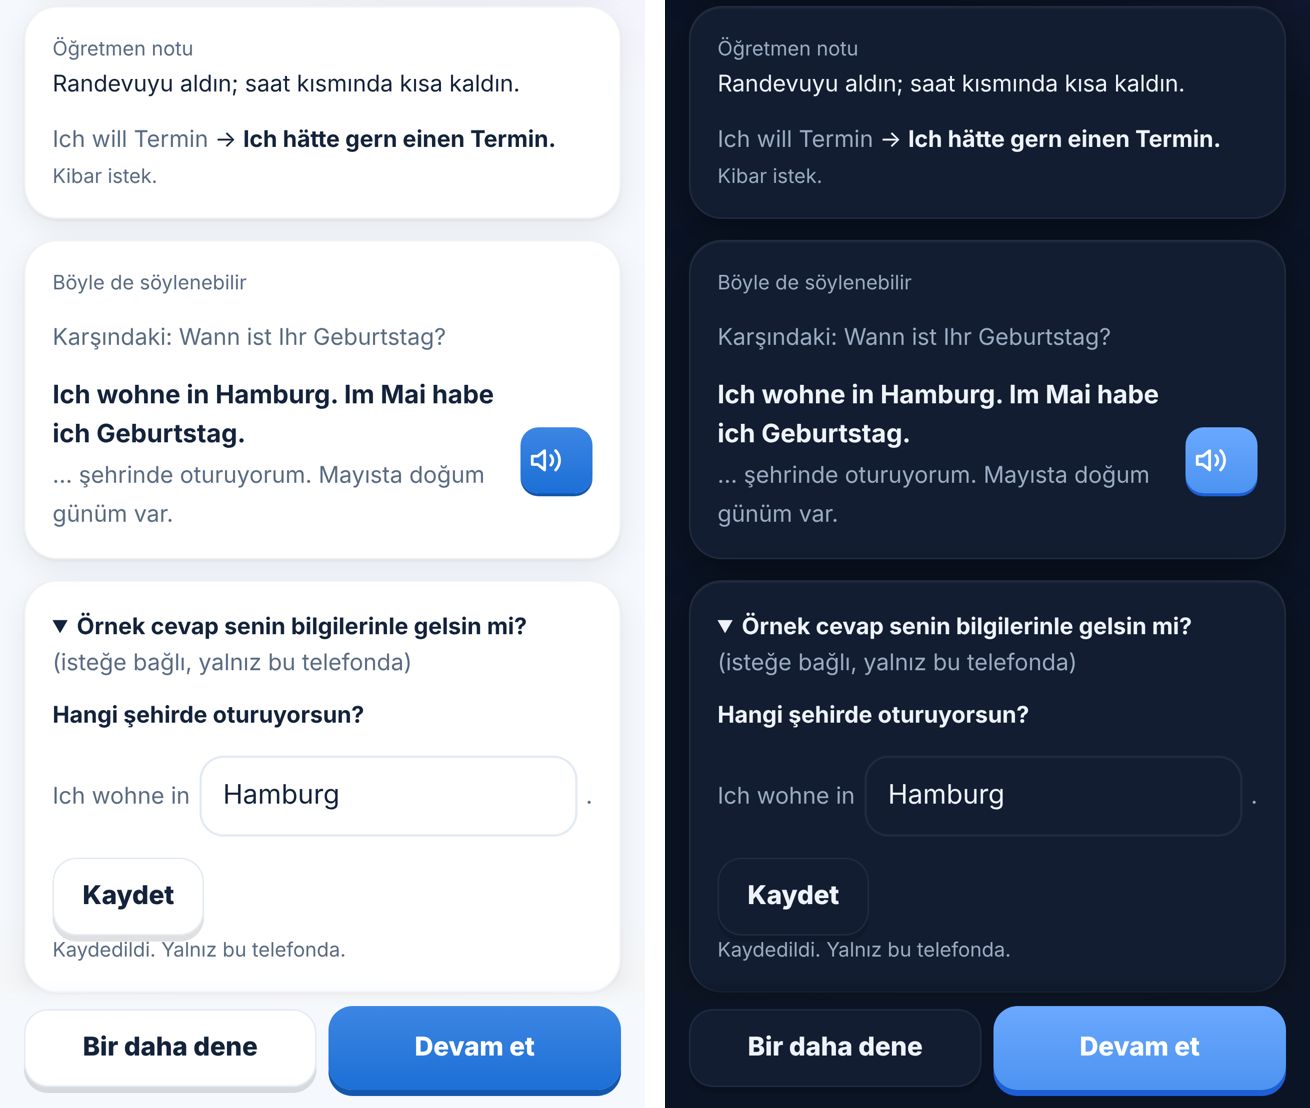 Öğretmen notu
Randevuyu aldın; saat kısmında kısa kaldın.
Ich will Termin → Ich hätte gern einen Termin.
Kibar istek.
Böyle de söylenebilir
Karşındaki: Wann ist Ihr Geburtstag?
Ich wohne in Hamburg. Im Mai habe
ich Geburtstag.
... şehrinde oturuyorum. Mayısta doğum
günüm var.
▼ Örnek cevap senin bilgilerinle gelsin mi?
(isteğe bağlı, yalnız bu telefonda)
Hangi şehirde oturuyorsun?
Ich wohne in Hamburg .
Kaydet
Kaydedildi. Yalnız bu telefonda.
Bir daha dene Devam et
Öğretmen notu
Randevuyu aldın; saat kısmında kısa kaldın.
Ich will Termin → Ich hätte gern einen Termin.
Kibar istek.
Böyle de söylenebilir
Karşındaki: Wann ist Ihr Geburtstag?
Ich wohne in Hamburg. Im Mai habe
ich Geburtstag.
... şehrinde oturuyorum. Mayısta doğum
günüm var.
▼ Örnek cevap senin bilgilerinle gelsin mi?
(isteğe bağlı, yalnız bu telefonda)
Hangi şehirde oturuyorsun?
Ich wohne in Hamburg .
Kaydet
Kaydedildi. Yalnız bu telefonda.
Bir daha dene Devam et